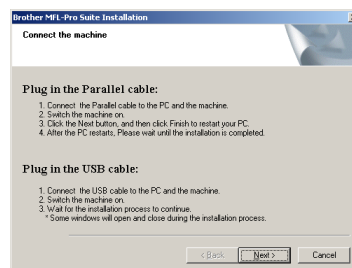 Brother MFL-Pro Suite Installation
Connect the machine
Plug in the Parallel cable:
1. Connect the Parallel cable to the PC and the machine.
2. Switch the machine on.
3. Click the Next button, and then click Finish to restart your PC.
4. After the PC restarts, Please wait until the installation is completed.
Plug in the USB cable:
1. Connect the USB cable to the PC and the machine.
2. Switch the machine on.
3. Wait for the installation process to continue.
* Some windows will open and close during the installation process.
< Back Next > Cancel